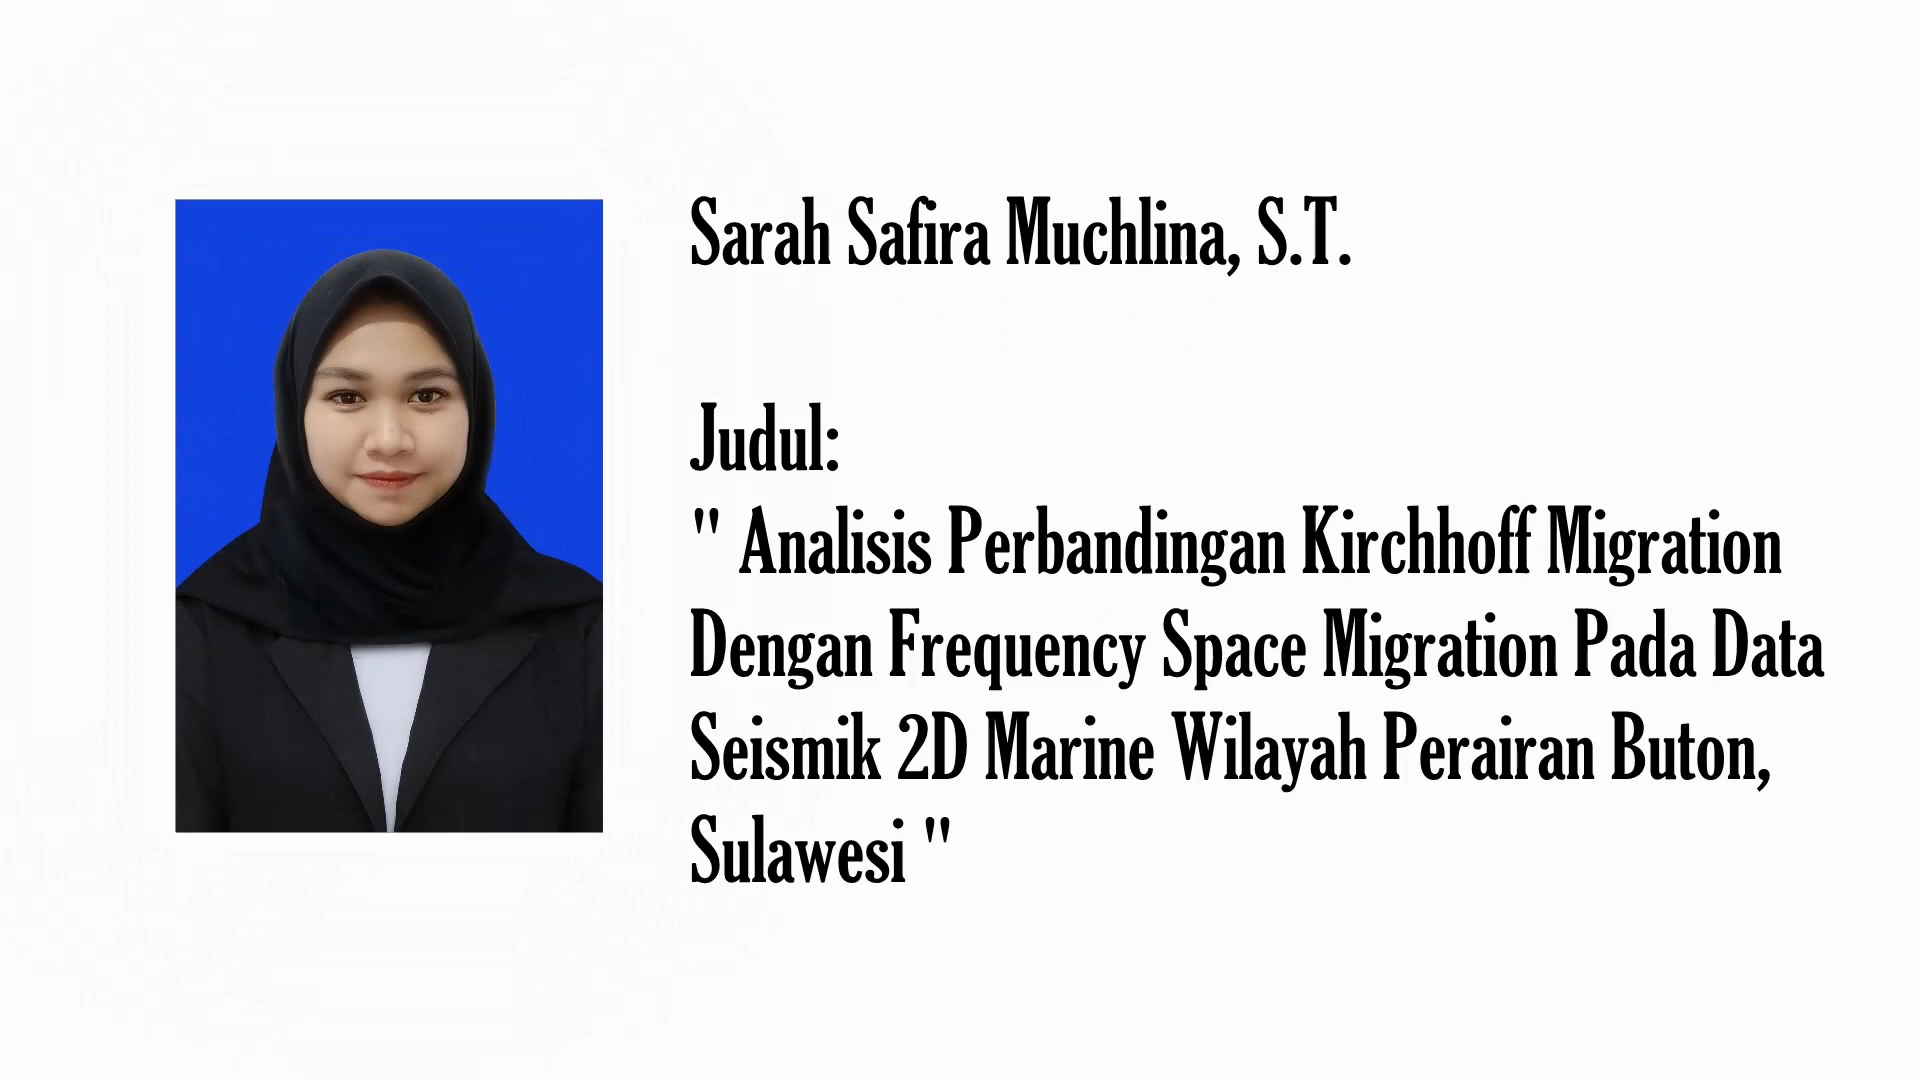 Sarah Safira Muchlina, S.T.
Judul:
" Analisis Perbandingan Kirchhoff Migration
Dengan Frequency Space Migration Pada Data
Seismik 2D Marine Wilayah Perairan Buton,
Sulawesi "